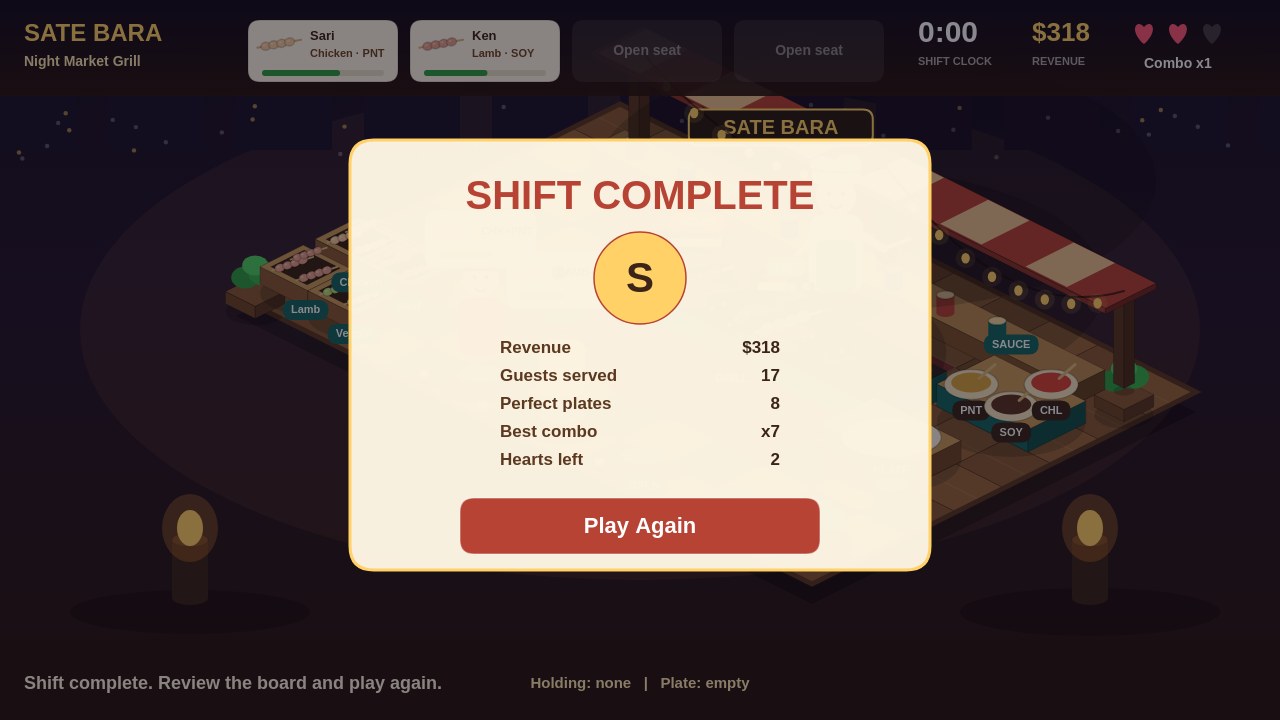 SATE BARA
Night Market Grill
Sari
Chicken · PNT
Ken
Lamb · SOY
Open seat
Open seat
0:00
SHIFT CLOCK
$318
REVENUE
Combo x1
SATE BARA
SHIFT COMPLETE
S
Revenue $318
Guests served 17
Perfect plates 8
Best combo x7
Hearts left 2
Play Again
Lamb
SAUCE
PNT
CHL
SOY
Shift complete. Review the board and play again.
Holding: none | Plate: empty